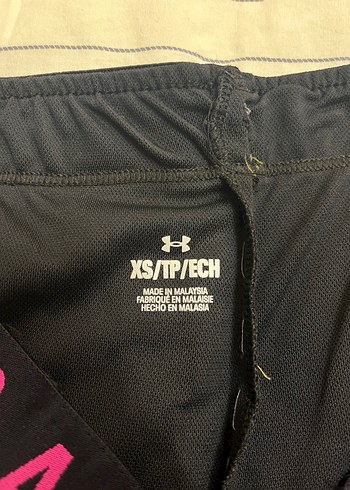 XS/TP/ECH
MADE IN MALAYSIA
FABRIQUÉ EN MALAISIE
HECHO EN MALASIA